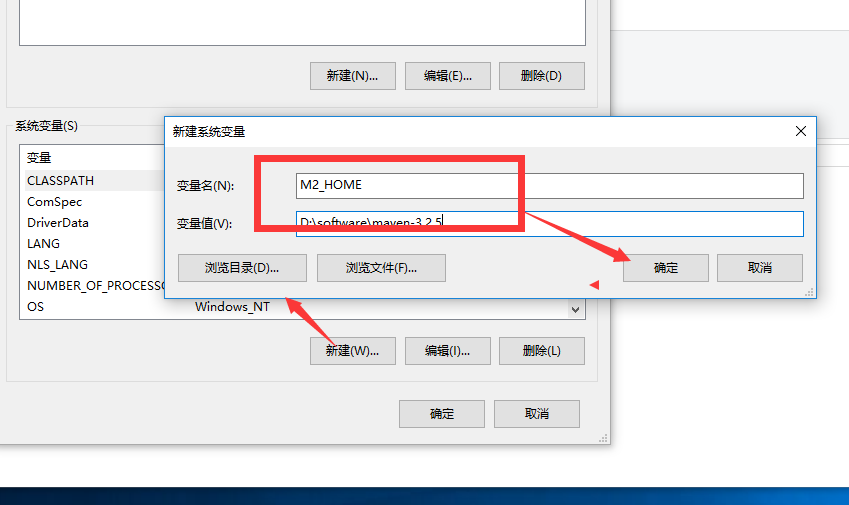 新建(N)...
编辑(E)...
删除(D)
系统变量(S)
新建系统变量
变量
变量名(N):
M2_HOME
CLASSPATH
ComSpec
变量值(V):
D:\software\maven-3.2.5
DriverData
LANG
NLS_LANG
浏览目录(D)...
浏览文件(F)...
确定
取消
NUMBER_OF_PROCESSO
OS
Windows_NT
新建(W)...
编辑(I)...
删除(L)
确定
取消